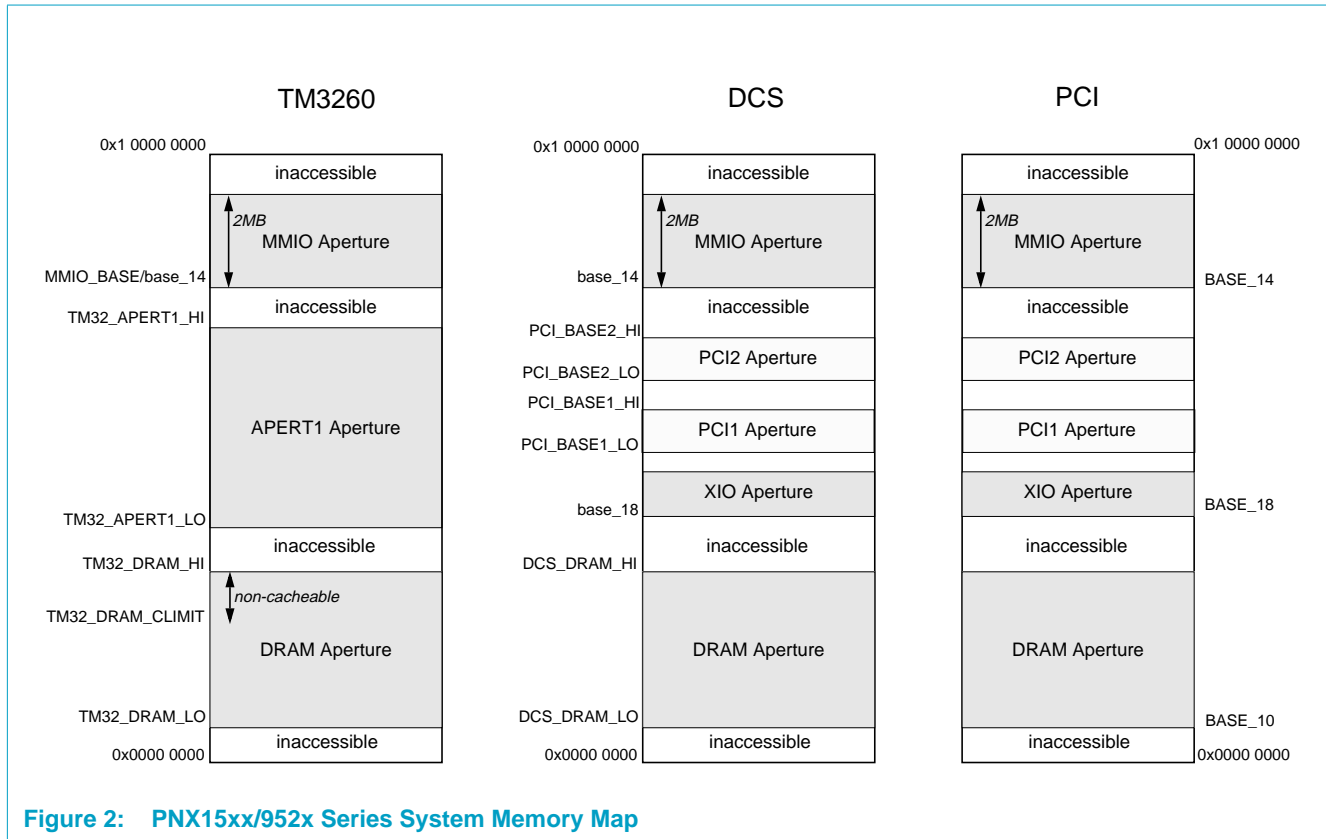 TM3260
0x1 0000 0000
inaccessible
2MB
MMIO Aperture
MMIO_BASE/base_14
inaccessible
TM32_APERT1_HI
APERT1 Aperture
TM32_APERT1_LO
inaccessible
TM32_DRAM_HI
non-cacheable
TM32_DRAM_CLIMIT
DRAM Aperture
TM32_DRAM_LO
inaccessible
0x0000 0000
DCS
0x1 0000 0000
inaccessible
2MB
MMIO Aperture
base_14
inaccessible
PCI_BASE2_HI
PCI2 Aperture
PCI_BASE2_LO
PCI_BASE1_HI
PCI1 Aperture
PCI_BASE1_LO
XIO Aperture
base_18
inaccessible
DCS_DRAM_HI
DRAM Aperture
DCS_DRAM_LO
inaccessible
0x0000 0000
PCI
0x1 0000 0000
inaccessible
2MB
MMIO Aperture
BASE_14
inaccessible
PCI2 Aperture
PCI1 Aperture
XIO Aperture
BASE_18
inaccessible
DRAM Aperture
BASE_10
inaccessible
0x0000 0000
Figure 2: PNX15xx/952x Series System Memory Map